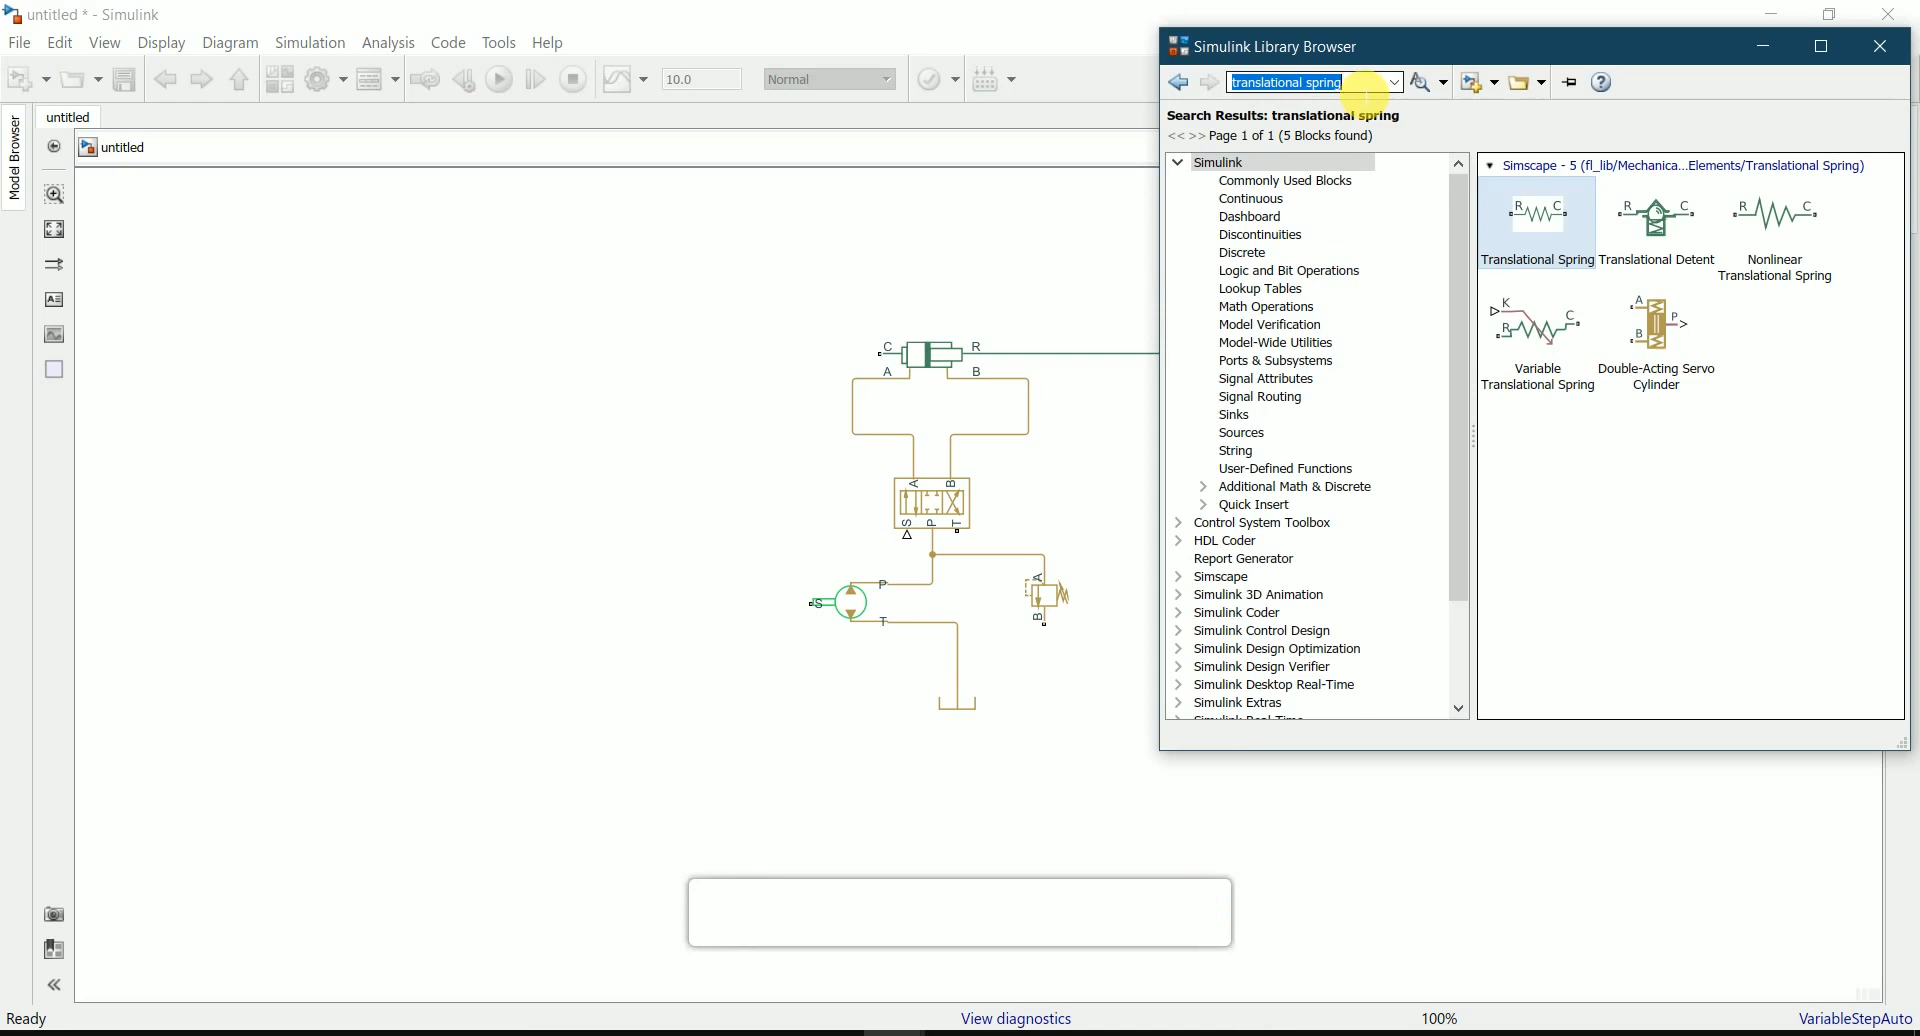 untitled * - Simulink
File Edit View Display Diagram Simulation Analysis Code Tools Help
10.0
Normal
Model Browser
untitled
untitled
C R
A B
A B
S P T
S P T
A B
Ready
View diagnostics
100%
VariableStepAuto
Simulink Library Browser
translational spring
Search Results: translational spring
<< >> Page 1 of 1 (5 Blocks found)
Simulink
Commonly Used Blocks
Continuous
Dashboard
Discontinuities
Discrete
Logic and Bit Operations
Lookup Tables
Math Operations
Model Verification
Model-Wide Utilities
Ports & Subsystems
Signal Attributes
Signal Routing
Sinks
Sources
String
User-Defined Functions
Additional Math & Discrete
Quick Insert
Control System Toolbox
HDL Coder
Report Generator
Simscape
Simulink 3D Animation
Simulink Coder
Simulink Control Design
Simulink Design Optimization
Simulink Design Verifier
Simulink Desktop Real-Time
Simulink Extras
Simscape - 5 (fl_lib/Mechanica...Elements/Translational Spring)
R C
R C
R C
Translational Spring
Translational Detent
Nonlinear
Translational Spring
K
R C
A
B P
Variable
Translational Spring
Double-Acting Servo
Cylinder